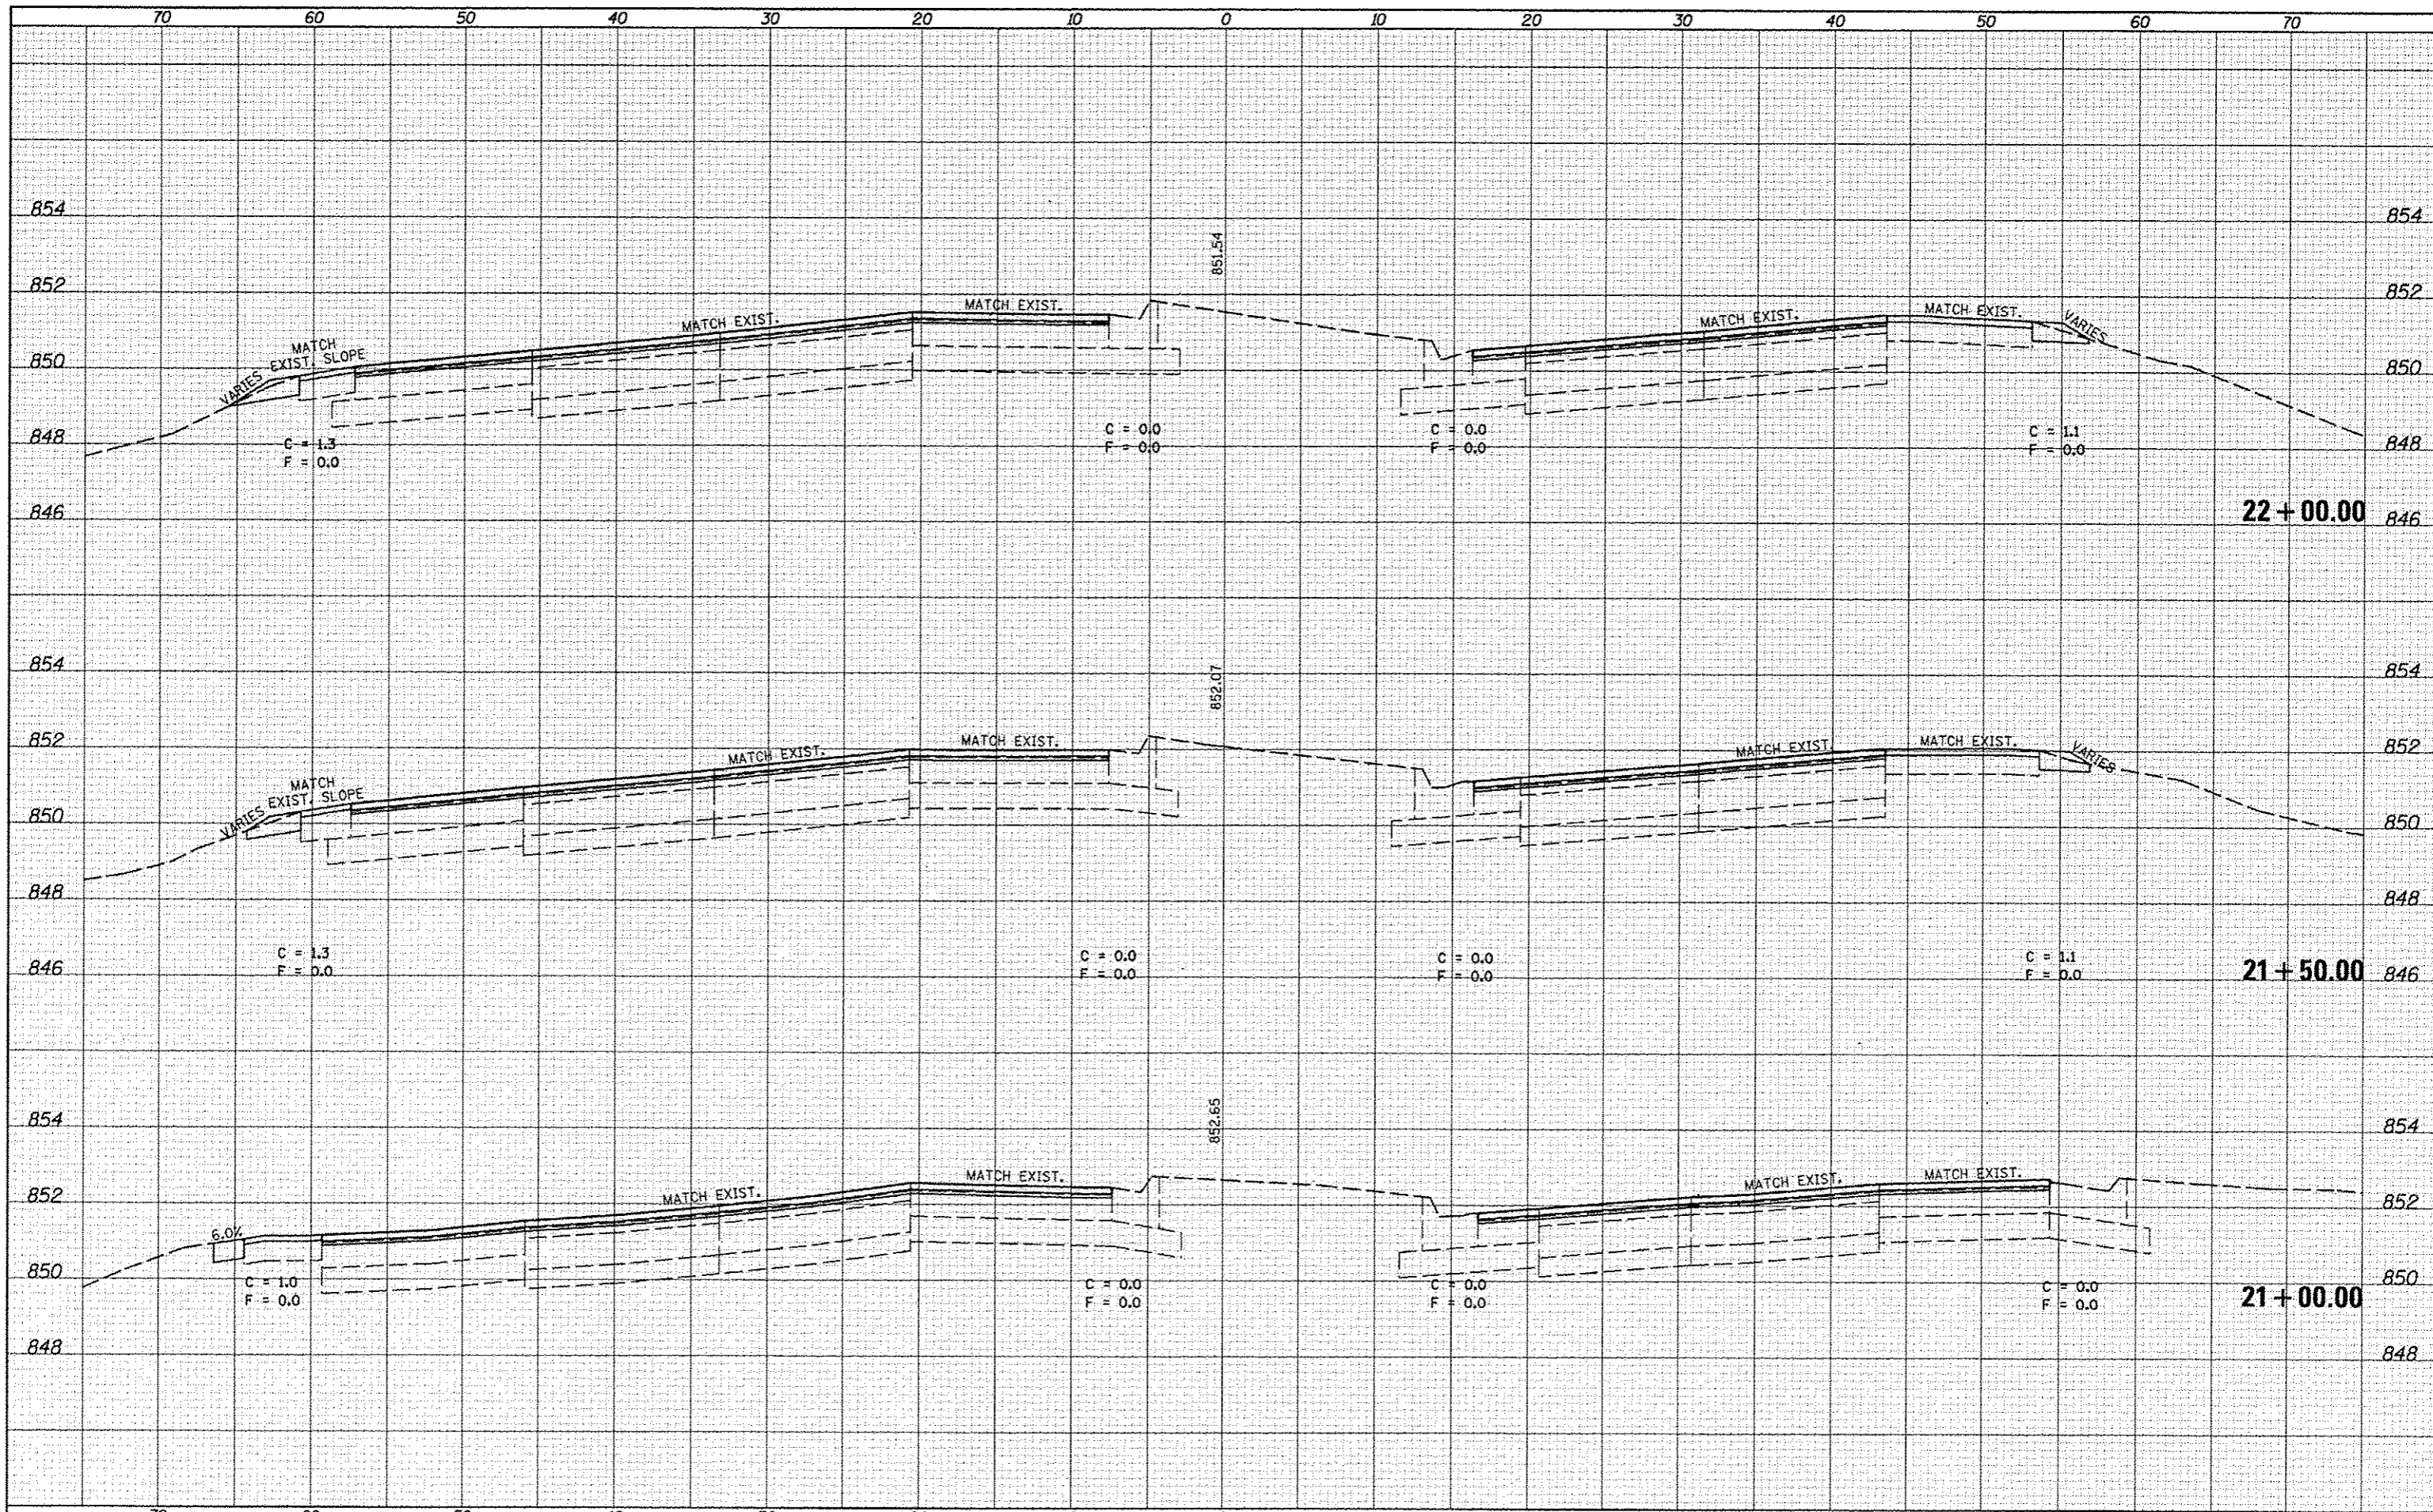 70 60 50 40 30 20 10 0 10 20 30 40 50 60 70
854 854
851.54
852 852
MATCH EXIST. MATCH EXIST. MATCH EXIST. MATCH EXIST. VARIES
MATCH
VARIES EXIST. SLOPE
850 850
848 848
C = 1.3 C = 0.0 C = 0.0 C = 1.1
F = 0.0 F = 0.0 F = 0.0 F = 0.0
846 22 + 00.00 846
854 854
852.07
852 852
MATCH EXIST. MATCH EXIST. MATCH EXIST. MATCH EXIST. VARIES
MATCH
VARIES EXIST. SLOPE
850 850
848 848
C = 1.3 C = 0.0 C = 0.0 C = 1.1
F = 0.0 F = 0.0 F = 0.0 F = 0.0
846 21 + 50.00 846
854 854
852.65
852 852
MATCH EXIST. MATCH EXIST. MATCH EXIST. MATCH EXIST.
6.0%
850 850
C = 1.0 C = 0.0 C = 0.0 C = 0.0
F = 0.0 F = 0.0 F = 0.0 F = 0.0
21 + 00.00
848 848